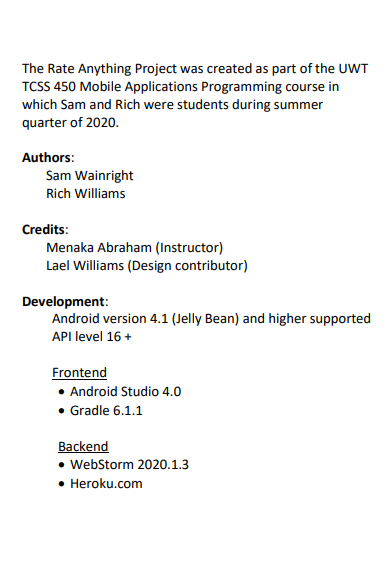 The Rate Anything Project was created as part of the UWT
TCSS 450 Mobile Applications Programming course in
which Sam and Rich were students during summer
quarter of 2020.
Authors:
Sam Wainright
Rich Williams
Credits:
Menaka Abraham (Instructor)
Lael Williams (Design contributor)
Development:
Android version 4.1 (Jelly Bean) and higher supported
API level 16 +
Frontend
• Android Studio 4.0
• Gradle 6.1.1
Backend
• WebStorm 2020.1.3
• Heroku.com